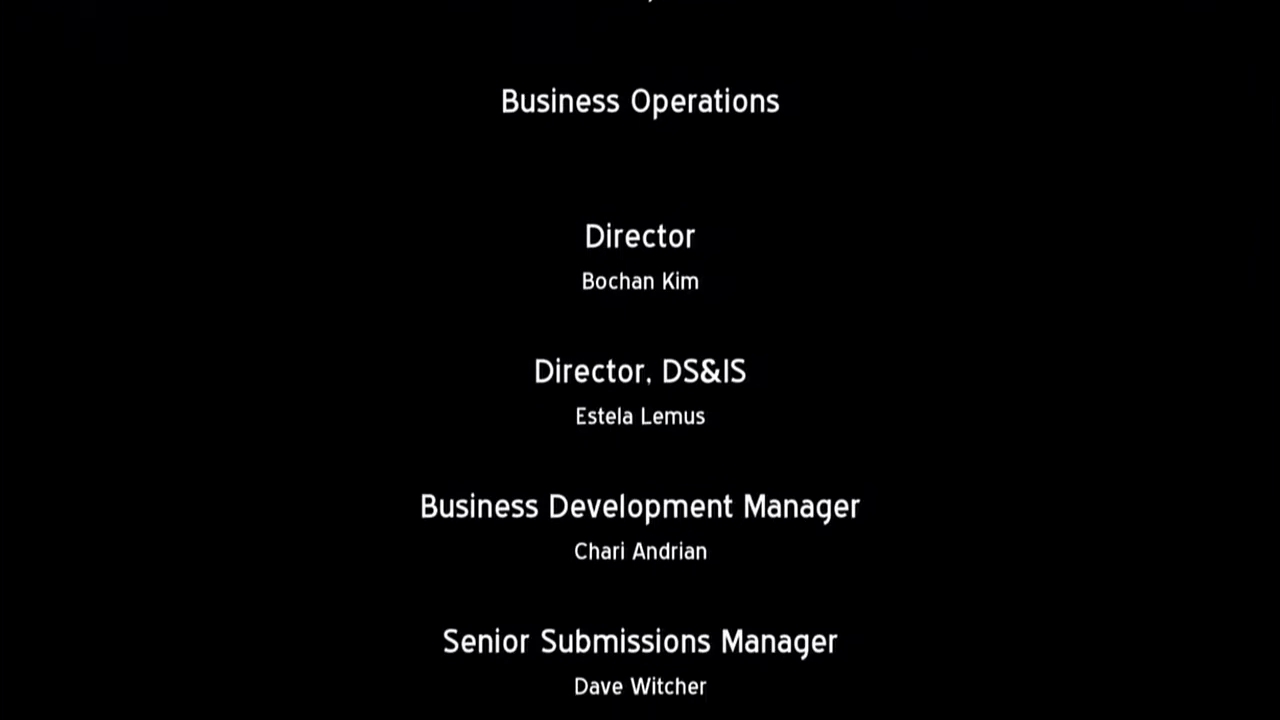 Business Operations
Director
Bochan Kim
Director, DS&IS
Estela Lemus
Business Development Manager
Chari Andrian
Senior Submissions Manager
Dave Witcher